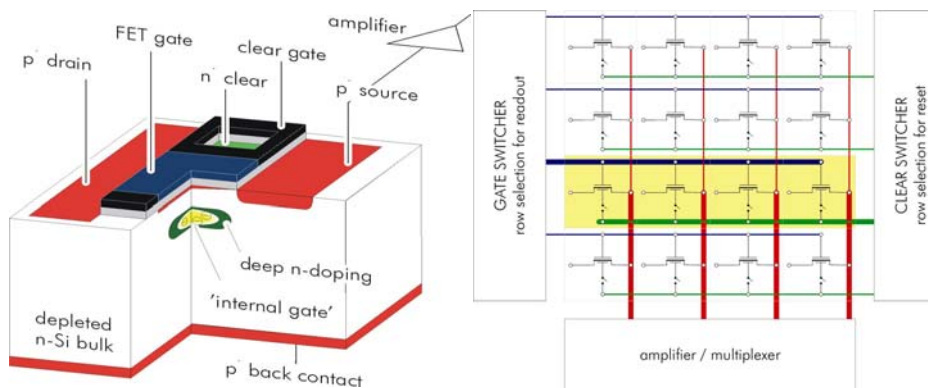 amplifier
FET gate
clear gate
p⁺ drain
n⁺ clear
p⁺ source
deep n-doping
'internal gate'
depleted
n-Si bulk
p⁺ back contact
GATE SWITCHER
row selection for readout
CLEAR SWITCHER
row selection for reset
amplifier / multiplexer